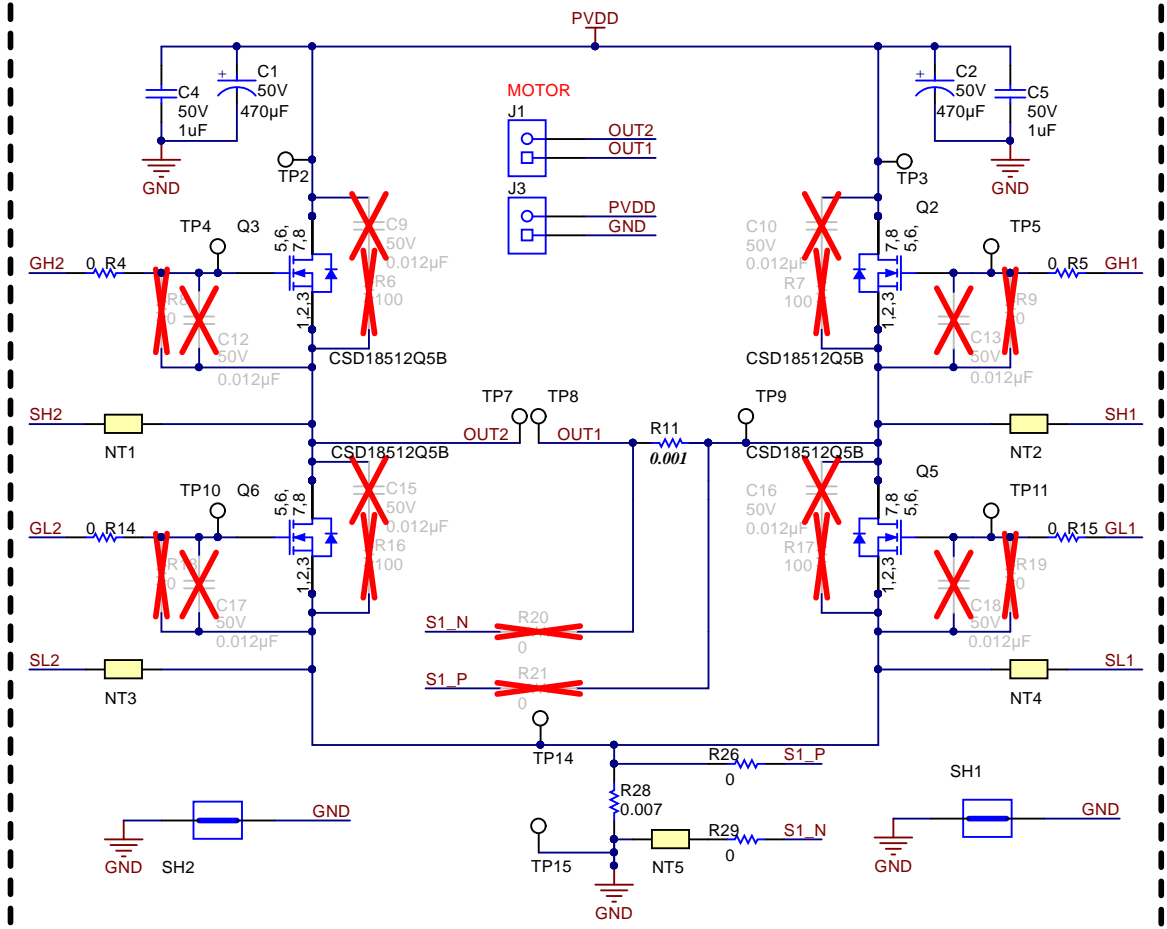 PVDD
C4
50V
1uF
+
C1
50V
470µF
MOTOR
J1
OUT2
OUT1
J3
PVDD
GND
+
C2
50V
470µF
C5
50V
1uF
GND
GND
TP2
TP3
TP4
Q3
5,6,
7,8
1,2,3
C9
50V
0.012µF
R6
100
C10
50V
0.012µF
R7
100
Q2
7,8
5,6,
1,2,3
TP5
GH2
0
R4
0
C12
50V
0.012µF
CSD18512Q5B
CSD18512Q5B
0
R5
GH1
R9
0
C13
50V
0.012µF
SH2
NT1
TP7
TP8
OUT2
OUT1
R11
0.001
TP9
SH1
NT2
CSD18512Q5B
CSD18512Q5B
TP10
Q6
5,6,
7,8
1,2,3
C15
50V
0.012µF
R16
100
C16
50V
0.012µF
R17
100
Q5
7,8
5,6,
1,2,3
TP11
GL2
0
R14
0
C17
50V
0.012µF
0
R15
GL1
R19
0
C18
50V
0.012µF
S1_N
R20
0
SL2
NT3
S1_P
R21
0
SL1
NT4
TP14
R26
0
S1_P
R28
0.007
TP15
NT5
R29
0
S1_N
GND
GND
GND
SH2
SH1
GND
GND